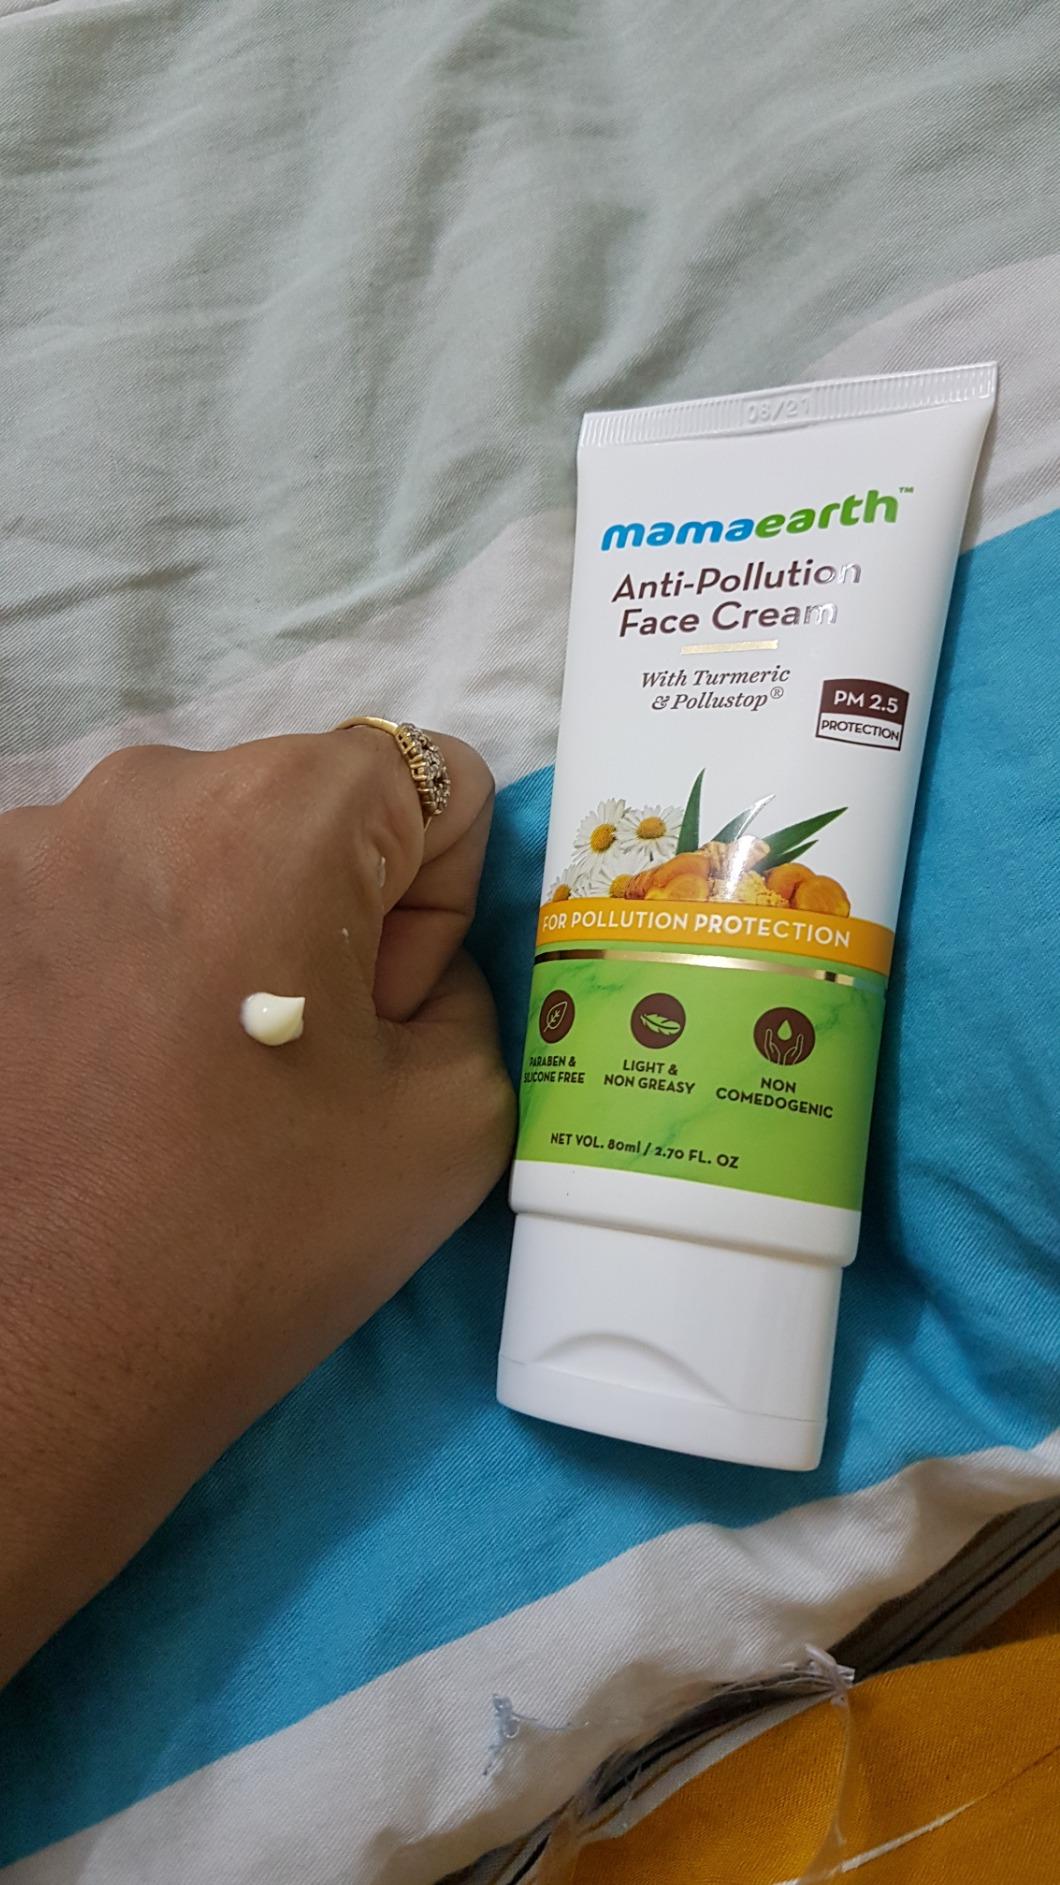 08/21
mamaearth™
Anti-Pollution
Face Cream
With Turmeric
& Pollustop®
PM 2.5
PROTECTION
FOR POLLUTION PROTECTION
PARABEN &
SILICONE FREE
LIGHT &
NON GREASY
NON
COMEDOGENIC
NET VOL. 80ml / 2.70 FL. OZ